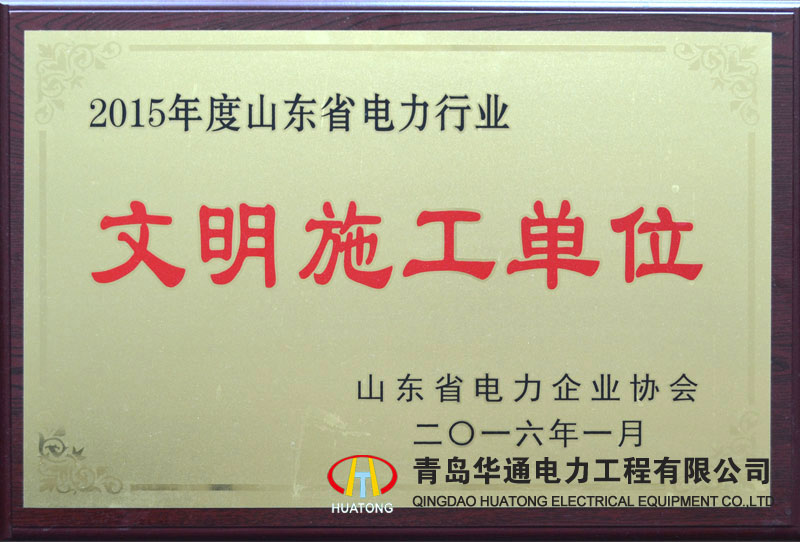 2015年度山东省电力行业
文明施工单位
山东省电力企业协会
二〇一六年一月
青岛华通电力工程有限公司
QINGDAO HUATONG ELECTRICAL EQUIPMENT CO.,LTD
HUATONG